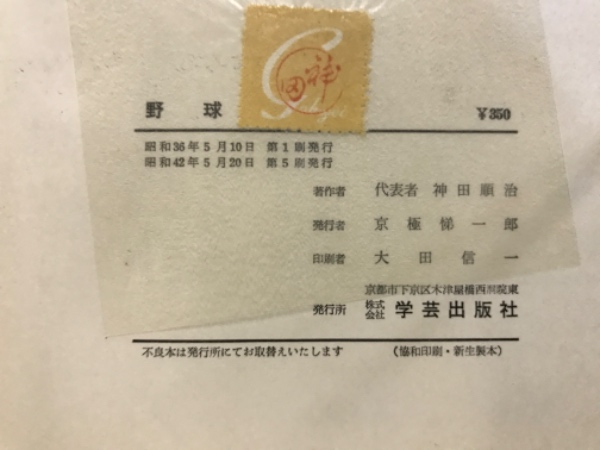 野球
¥350
昭和36年5月10日 第1刷発行
昭和42年5月20日 第5刷発行
著作者 代表者 神田順治
発行者 京極悌一郎
印刷者 大田信一
京都市下京区木津屋橋西洞院東
発行所 株式会社 学芸出版社
不良本は発行所にてお取替えいたします (協和印刷・新生製本)